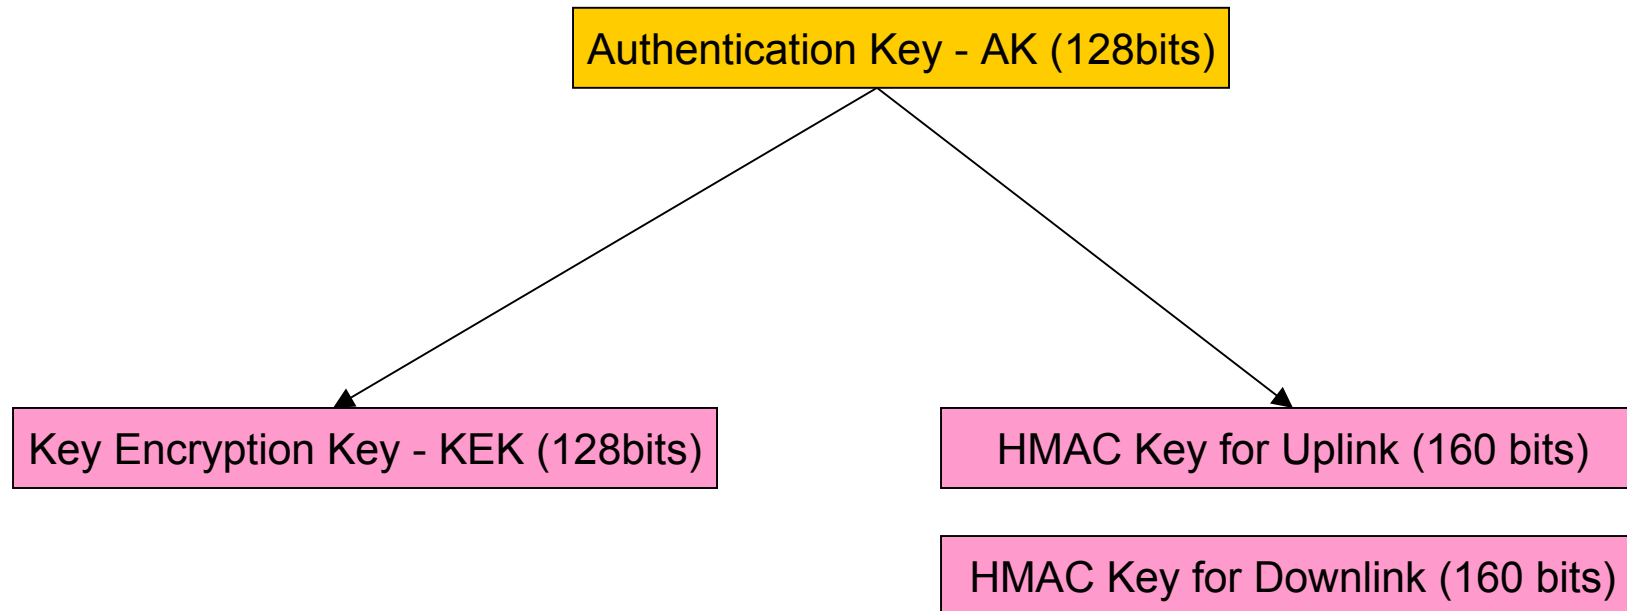 Authentication Key - AK (128bits)
Key Encryption Key - KEK (128bits)
HMAC Key for Uplink (160 bits)
HMAC Key for Downlink (160 bits)